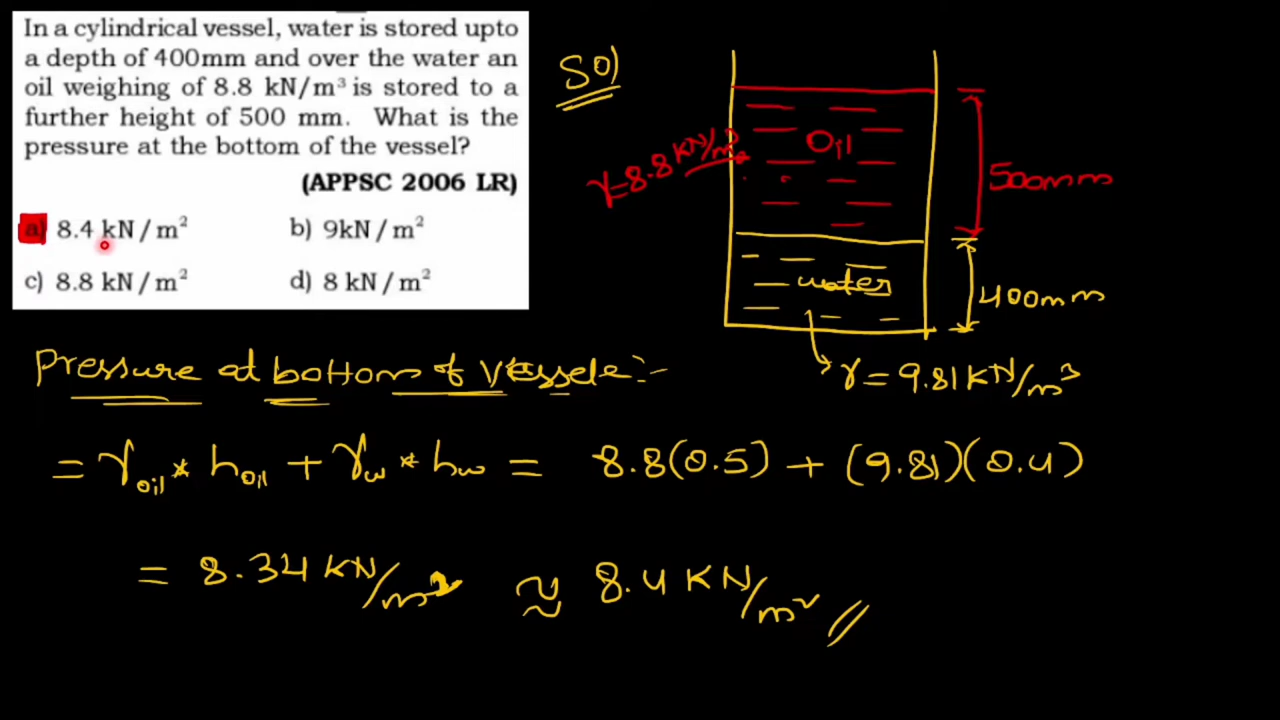 In a cylindrical vessel, water is stored upto
a depth of 400mm and over the water an
oil weighing of 8.8 kN/m³ is stored to a
further height of 500 mm. What is the
pressure at the bottom of the vessel?
(APPSC 2006 LR)
a) 8.4 kN/m² b) 9kN/m²
c) 8.8 kN/m² d) 8 kN/m²
Sol
γ=8.8 KN/m³
Oil
500mm
water
400mm
γ = 9.81 KN/m³
Pressure at bottom of Vessele:-
= γoil * hoil + γw * hw = 8.8(0.5) + (9.81)(0.4)
= 8.34 KN/m² ≈ 8.4 KN/m² //